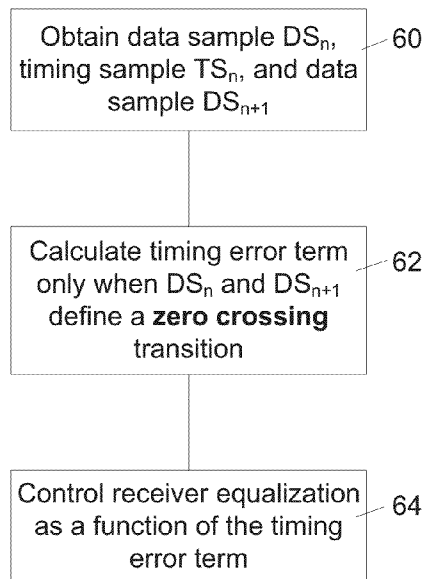 Obtain data sample DSₙ,
timing sample TSₙ, and data
sample DSₙ₊₁
60
Calculate timing error term
only when DSₙ and DSₙ₊₁
define a zero crossing
transition
62
Control receiver equalization
as a function of the timing
error term
64